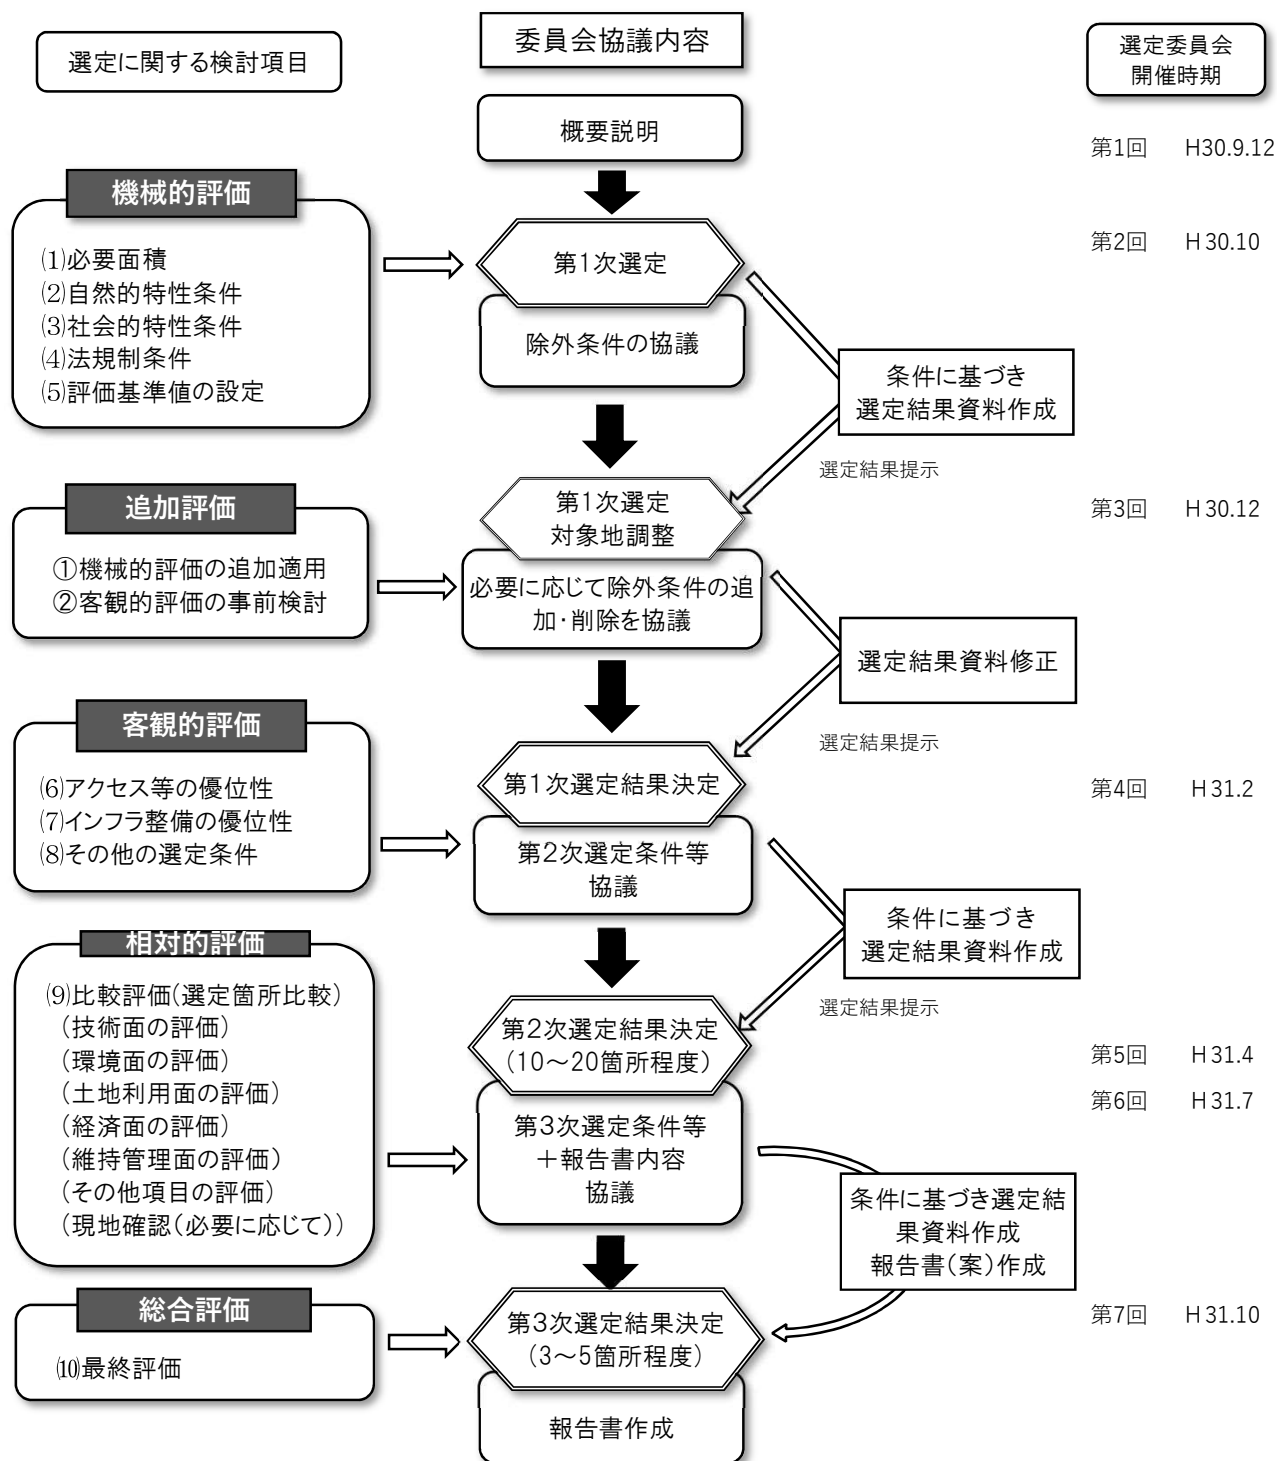 選定に関する検討項目
委員会協議内容
選定委員会
開催時期
概要説明
第1回 H30.9.12
機械的評価
⑴必要面積
⑵自然的特性条件
⑶社会的特性条件
⑷法規制条件
⑸評価基準値の設定
第1次選定
除外条件の協議
第2回 H30.10
条件に基づき
選定結果資料作成
選定結果提示
追加評価
①機械的評価の追加適用
②客観的評価の事前検討
第1次選定
対象地調整
必要に応じて除外条件の追
加・削除を協議
第3回 H30.12
選定結果資料修正
選定結果提示
客観的評価
⑹アクセス等の優位性
⑺インフラ整備の優位性
⑻その他の選定条件
第1次選定結果決定
第2次選定条件等
協議
第4回 H31.2
条件に基づき
選定結果資料作成
選定結果提示
相対的評価
⑼比較評価(選定箇所比較)
(技術面の評価)
(環境面の評価)
(土地利用面の評価)
(経済面の評価)
(維持管理面の評価)
(その他項目の評価)
(現地確認(必要に応じて))
第2次選定結果決定
(10～20箇所程度)
第3次選定条件等
＋報告書内容
協議
第5回 H31.4
第6回 H31.7
条件に基づき選定結
果資料作成
報告書(案)作成
総合評価
⑽最終評価
第3次選定結果決定
(3～5箇所程度)
報告書作成
第7回 H31.10